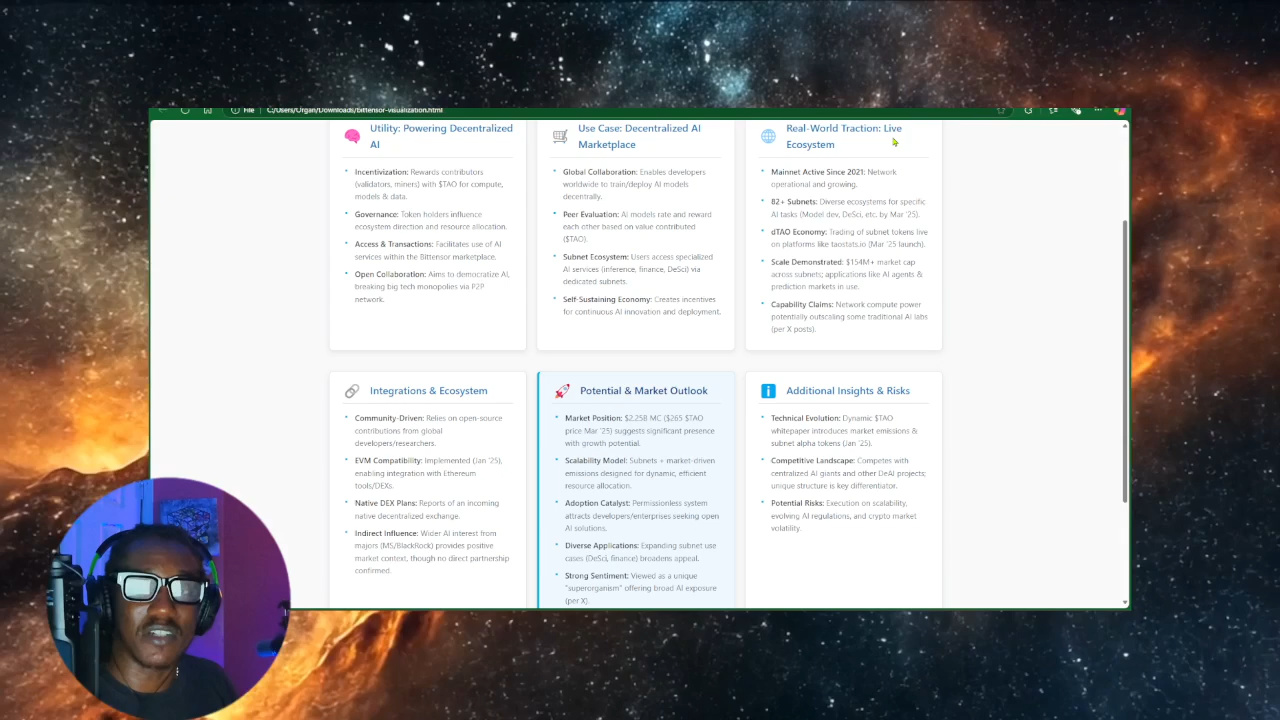 File
C:/Users/Organ/Downloads/bittensor-visualization.html
Utility: Powering Decentralized
AI
Incentivization: Rewards contributors
(validators, miners) with $TAO for compute,
models & data.
Governance: Token holders influence
ecosystem direction and resource allocation.
Access & Transactions: Facilitates use of AI
services within the Bittensor marketplace.
Open Collaboration: Aims to democratize AI,
breaking big tech monopolies via P2P
network.
Use Case: Decentralized AI
Marketplace
Global Collaboration: Enables developers
worldwide to train/deploy AI models
decentrally.
Peer Evaluation: AI models rate and reward
each other based on value contributed
($TAO).
Subnet Ecosystem: Users access specialized
AI services (inference, finance, DeSci) via
dedicated subnets.
Self-Sustaining Economy: Creates incentives
for continuous AI innovation and deployment.
Real-World Traction: Live
Ecosystem
Mainnet Active Since 2021: Network
operational and growing.
82+ Subnets: Diverse ecosystems for specific
AI tasks (Model dev, DeSci, etc. by Mar '25).
dTAO Economy: Trading of subnet tokens live
on platforms like taostats.io (Mar '25 launch).
Scale Demonstrated: $154M+ market cap
across subnets; applications like AI agents &
prediction markets in use.
Capability Claims: Network compute power
potentially outscaling some traditional AI labs
(per X posts).
Integrations & Ecosystem
Community-Driven: Relies on open-source
contributions from global
developers/researchers.
EVM Compatibility: Implemented (Jan '25),
enabling integration with Ethereum
tools/DEXs.
Native DEX Plans: Reports of an incoming
native decentralized exchange.
Indirect Influence: Wider AI interest from
majors (MS/BlackRock) provides positive
market context, though no direct partnership
confirmed.
Potential & Market Outlook
Market Position: $2.25B MC ($265 $TAO
price Mar '25) suggests significant presence
with growth potential.
Scalability Model: Subnets + market-driven
emissions designed for dynamic, efficient
resource allocation.
Adoption Catalyst: Permissionless system
attracts developers/enterprises seeking open
AI solutions.
Diverse Applications: Expanding subnet use
cases (DeSci, finance) broadens appeal.
Strong Sentiment: Viewed as a unique
"superorganism" offering broad AI exposure
(per X).
Additional Insights & Risks
Technical Evolution: Dynamic $TAO
whitepaper introduces market emissions &
subnet alpha tokens (Jan '25).
Competitive Landscape: Competes with
centralized AI giants and other DeAI projects;
unique structure is key differentiator.
Potential Risks: Execution on scalability,
evolving AI regulations, and crypto market
volatility.